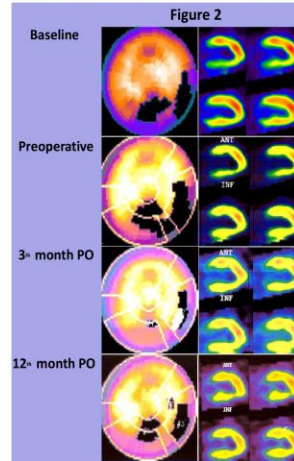 Figure 2
Baseline
Preoperative
ANT
INF
3th month PO
ANT
INF
12th month PO
ANT
INF